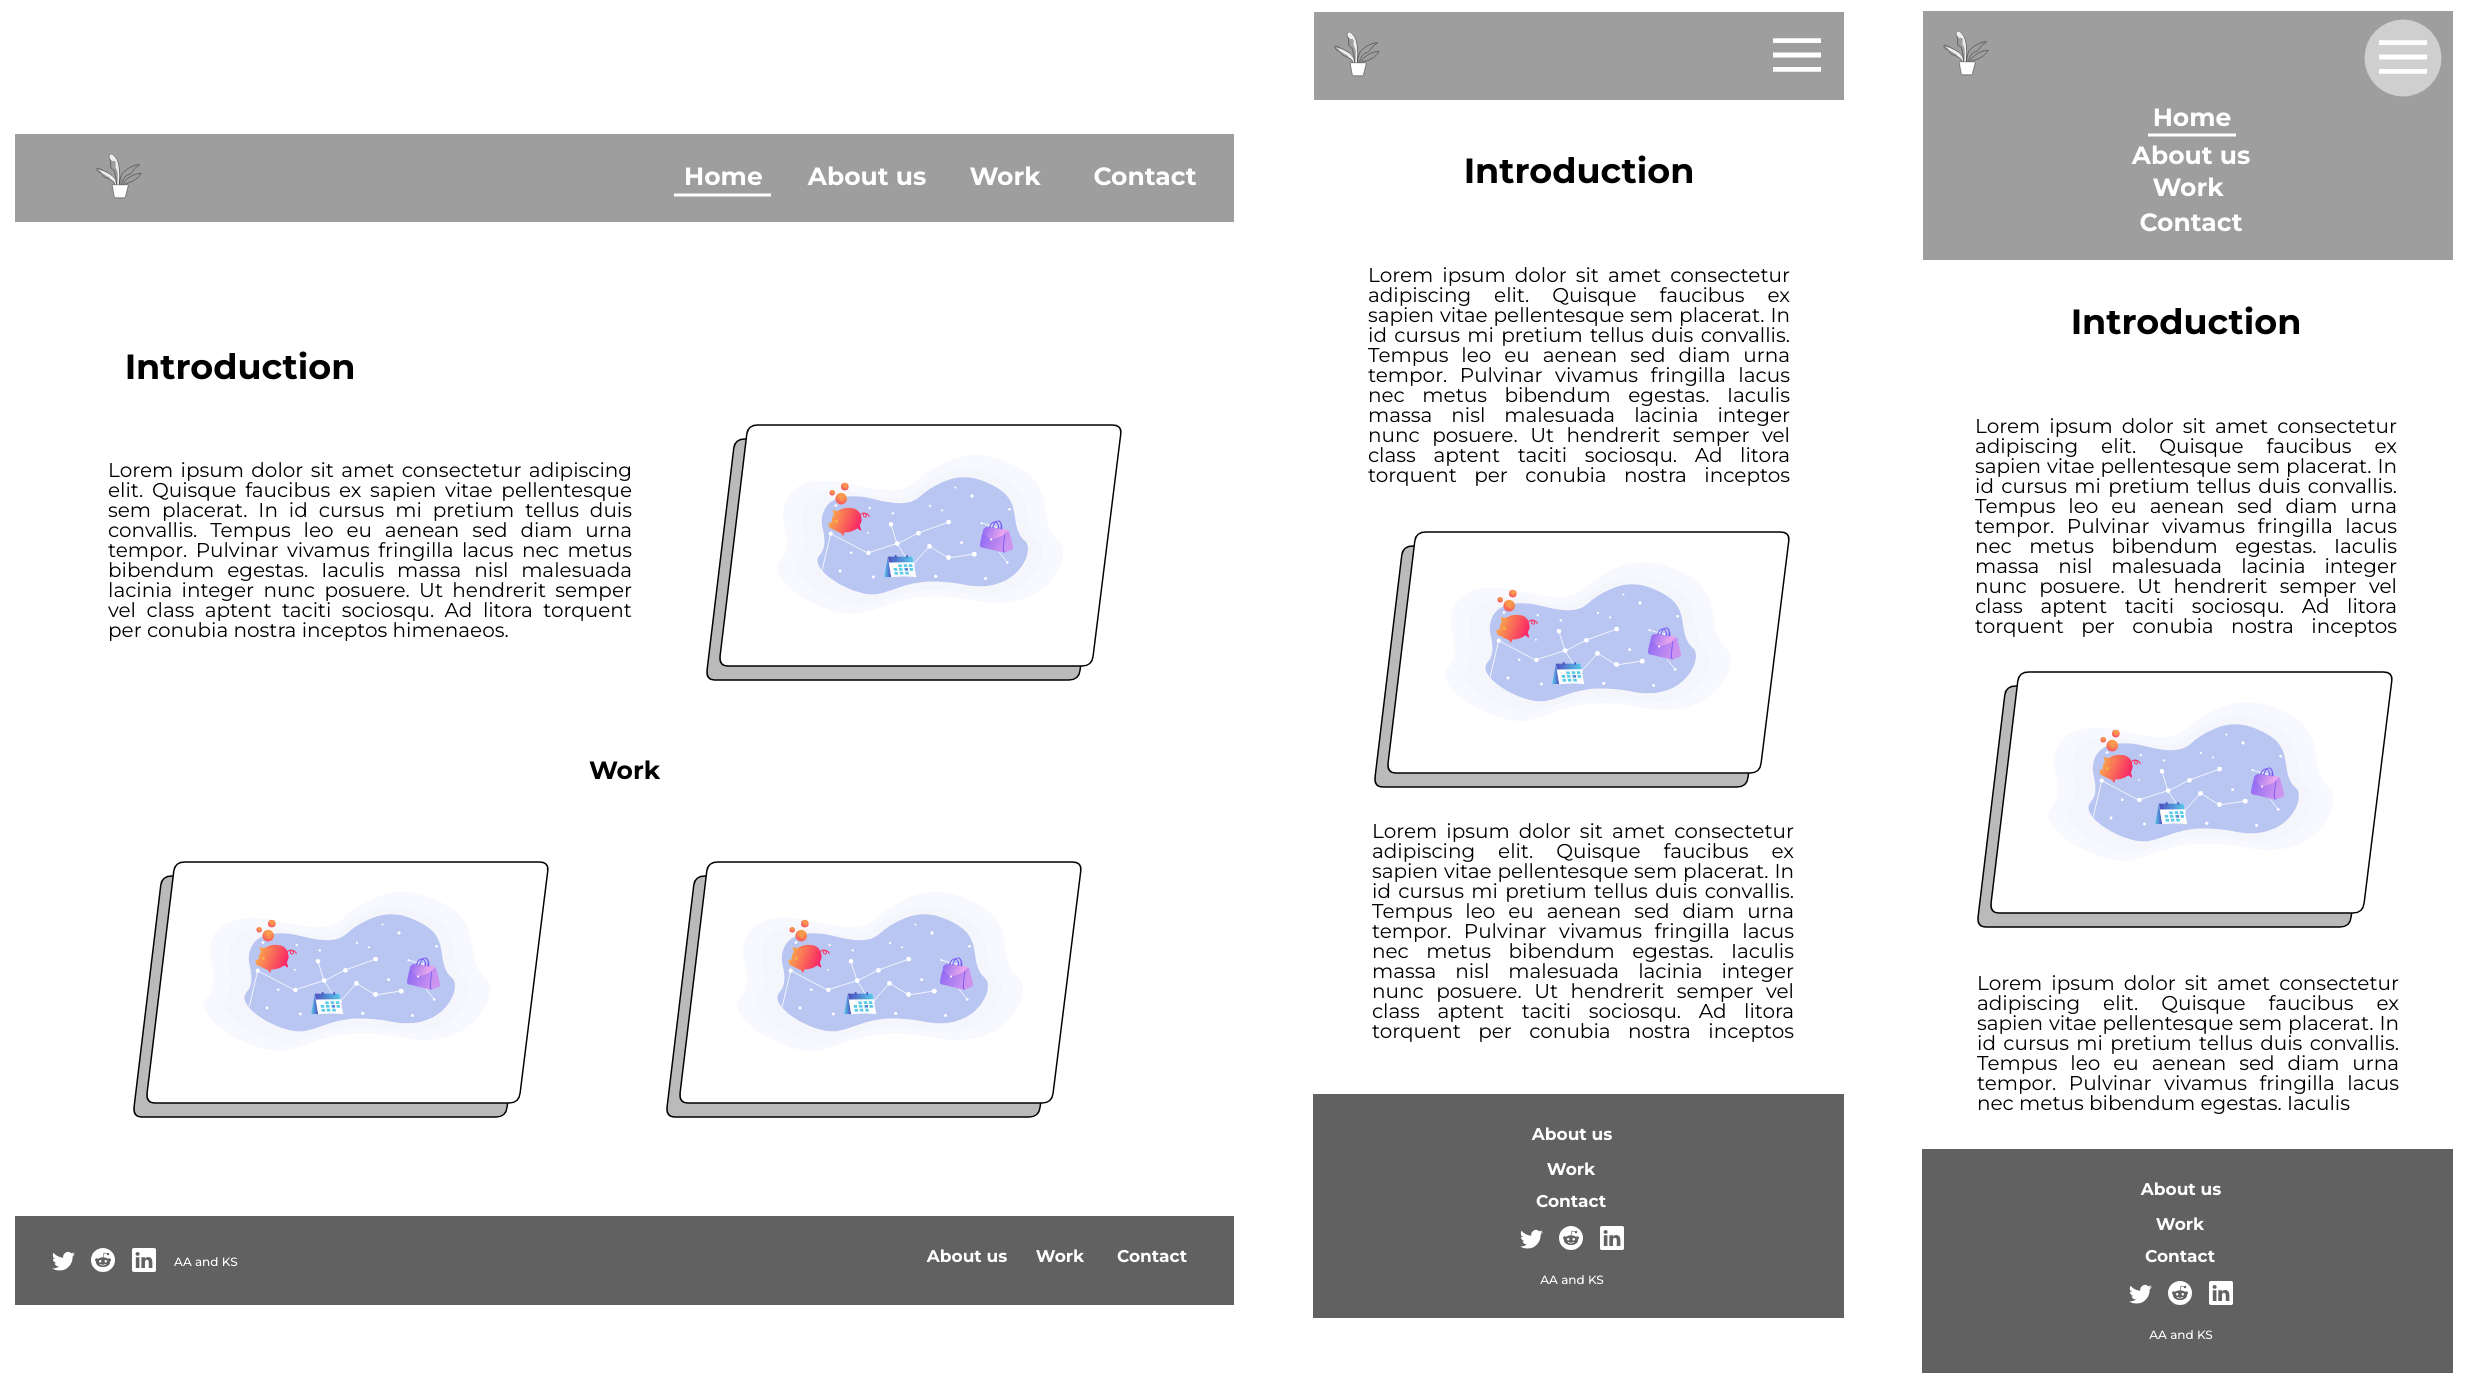 Home About us Work Contact
Introduction
Lorem ipsum dolor sit amet consectetur adipiscing
elit. Quisque faucibus ex sapien vitae pellentesque
sem placerat. In id cursus mi pretium tellus duis
convallis. Tempus leo eu aenean sed diam urna
tempor. Pulvinar vivamus fringilla lacus nec metus
bibendum egestas. Iaculis massa nisl malesuada
lacinia integer nunc posuere. Ut hendrerit semper
vel class aptent taciti sociosqu. Ad litora torquent
per conubia nostra inceptos himenaeos.
Work
in AA and KS
About us Work Contact
Introduction
Lorem ipsum dolor sit amet consectetur
adipiscing elit. Quisque faucibus ex
sapien vitae pellentesque sem placerat. In
id cursus mi pretium tellus duis convallis.
Tempus leo eu aenean sed diam urna
tempor. Pulvinar vivamus fringilla lacus
nec metus bibendum egestas. Iaculis
massa nisl malesuada lacinia integer
nunc posuere. Ut hendrerit semper vel
class aptent taciti sociosqu. Ad litora
torquent per conubia nostra inceptos
Lorem ipsum dolor sit amet consectetur
adipiscing elit. Quisque faucibus ex
sapien vitae pellentesque sem placerat. In
id cursus mi pretium tellus duis convallis.
Tempus leo eu aenean sed diam urna
tempor. Pulvinar vivamus fringilla lacus
nec metus bibendum egestas. Iaculis
massa nisl malesuada lacinia integer
nunc posuere. Ut hendrerit semper vel
class aptent taciti sociosqu. Ad litora
torquent per conubia nostra inceptos
About us
Work
Contact
in
AA and KS
Home
About us
Work
Contact
Introduction
Lorem ipsum dolor sit amet consectetur
adipiscing elit. Quisque faucibus ex
sapien vitae pellentesque sem placerat. In
id cursus mi pretium tellus duis convallis.
Tempus leo eu aenean sed diam urna
tempor. Pulvinar vivamus fringilla lacus
nec metus bibendum egestas. Iaculis
massa nisl malesuada lacinia integer
nunc posuere. Ut hendrerit semper vel
class aptent taciti sociosqu. Ad litora
torquent per conubia nostra inceptos
Lorem ipsum dolor sit amet consectetur
adipiscing elit. Quisque faucibus ex
sapien vitae pellentesque sem placerat. In
id cursus mi pretium tellus duis convallis.
Tempus leo eu aenean sed diam urna
tempor. Pulvinar vivamus fringilla lacus
nec metus bibendum egestas. Iaculis
About us
Work
Contact
in
AA and KS